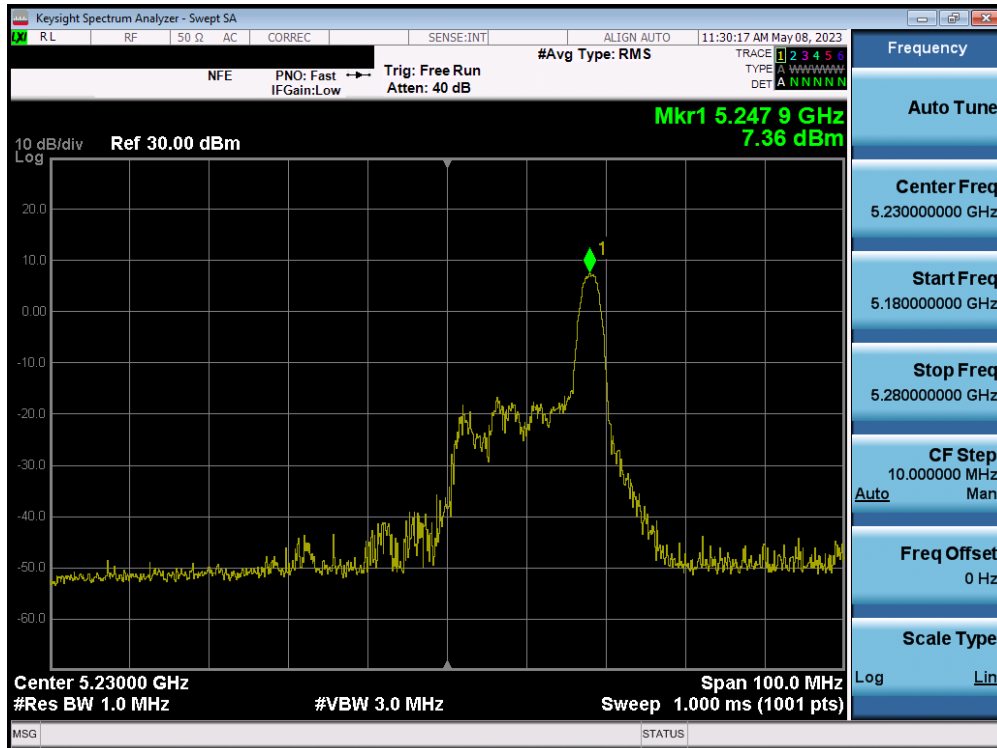 Keysight Spectrum Analyzer - Swept SA
LXI RL RF 50 Ω AC CORREC SENSE:INT ALIGN AUTO 11:30:17 AM May 08, 2023
NFE PNO: Fast Trig: Free Run #Avg Type: RMS TRACE 1 2 3 4 5 6
IFGain:Low Atten: 40 dB TYPE A WWWWW
DET A N N N N N
Mkr1 5.247 9 GHz
7.36 dBm
10 dB/div Ref 30.00 dBm
Log
1
20.0
10.0
0.00
-10.0
-20.0
-30.0
-40.0
-50.0
-60.0
Center 5.23000 GHz Span 100.0 MHz
#Res BW 1.0 MHz #VBW 3.0 MHz Sweep 1.000 ms (1001 pts)
MSG STATUS
Frequency
Auto Tune
Center Freq
5.230000000 GHz
Start Freq
5.180000000 GHz
Stop Freq
5.280000000 GHz
CF Step
10.000000 MHz
Auto Man
Freq Offset
0 Hz
Scale Type
Log Lin